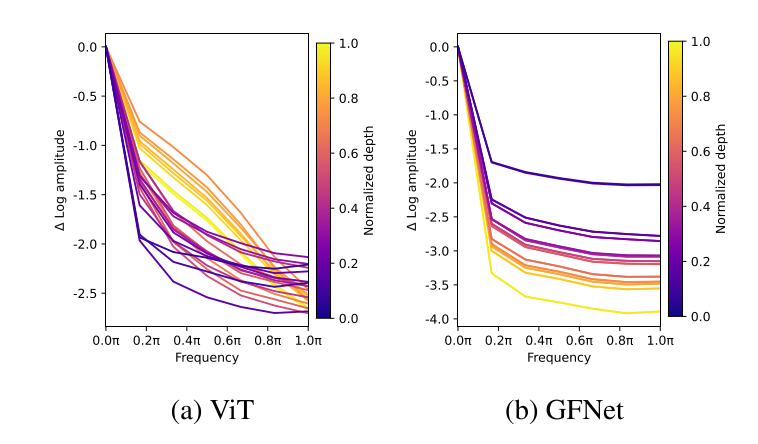 0.0
-0.5
-1.0
-1.5
-2.0
-2.5
Δ Log amplitude
0.0π 0.2π 0.4π 0.6π 0.8π 1.0π
Frequency
1.0
0.8
0.6
0.4
0.2
0.0
Normalized depth
(a) ViT
0.0
-0.5
-1.0
-1.5
-2.0
-2.5
-3.0
-3.5
-4.0
Δ Log amplitude
0.0π 0.2π 0.4π 0.6π 0.8π 1.0π
Frequency
1.0
0.8
0.6
0.4
0.2
0.0
Normalized depth
(b) GFNet